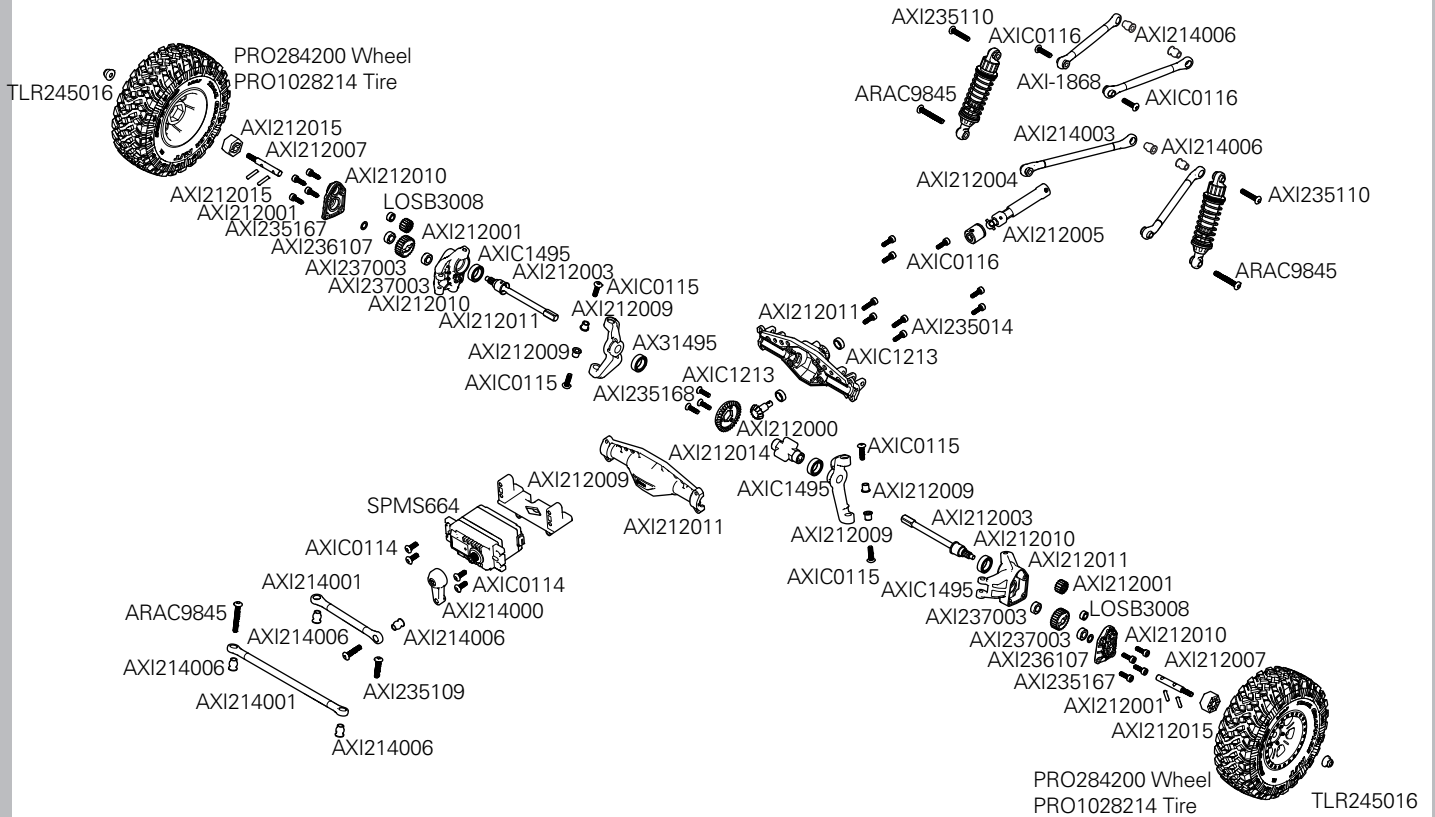 AXI235110
AXIC0116
AXI214006
PRO284200 Wheel
PRO1028214 Tire
TLR245016
AXI-1868
ARAC9845
AXIC0116
AXI212015
AXI212007
AXI214003
AXI214006
AXI212010
AXI212004
AXI212015
AXI212001
AXI235167
LOSB3008
AXI235110
AXI236107
AXI212001
AXI212005
AXI237003
AXIC1495
AXIC0116
AXI237003
AXI212003
ARAC9845
AXI212010
AXIC0115
AXI212011
AXI212009
AXI212011
AXI235014
AXI212009
AX31495
AXIC1213
AXIC0115
AXIC1213
AXI235168
AXI212000
AXI212014
AXIC0115
AXI212009
AXIC1495
AXI212009
SPMS664
AXI212011
AXI212003
AXI212009
AXI212010
AXIC0114
AXI212011
AXIC0115
AXI214001
AXIC0114
AXIC1495
AXI212001
ARAC9845
AXI214000
AXI237003
LOSB3008
AXI214006
AXI214006
AXI237003
AXI212010
AXI214006
AXI236107
AXI212007
AXI235109
AXI235167
AXI214001
AXI212001
AXI212015
AXI214006
PRO284200 Wheel
PRO1028214 Tire
TLR245016